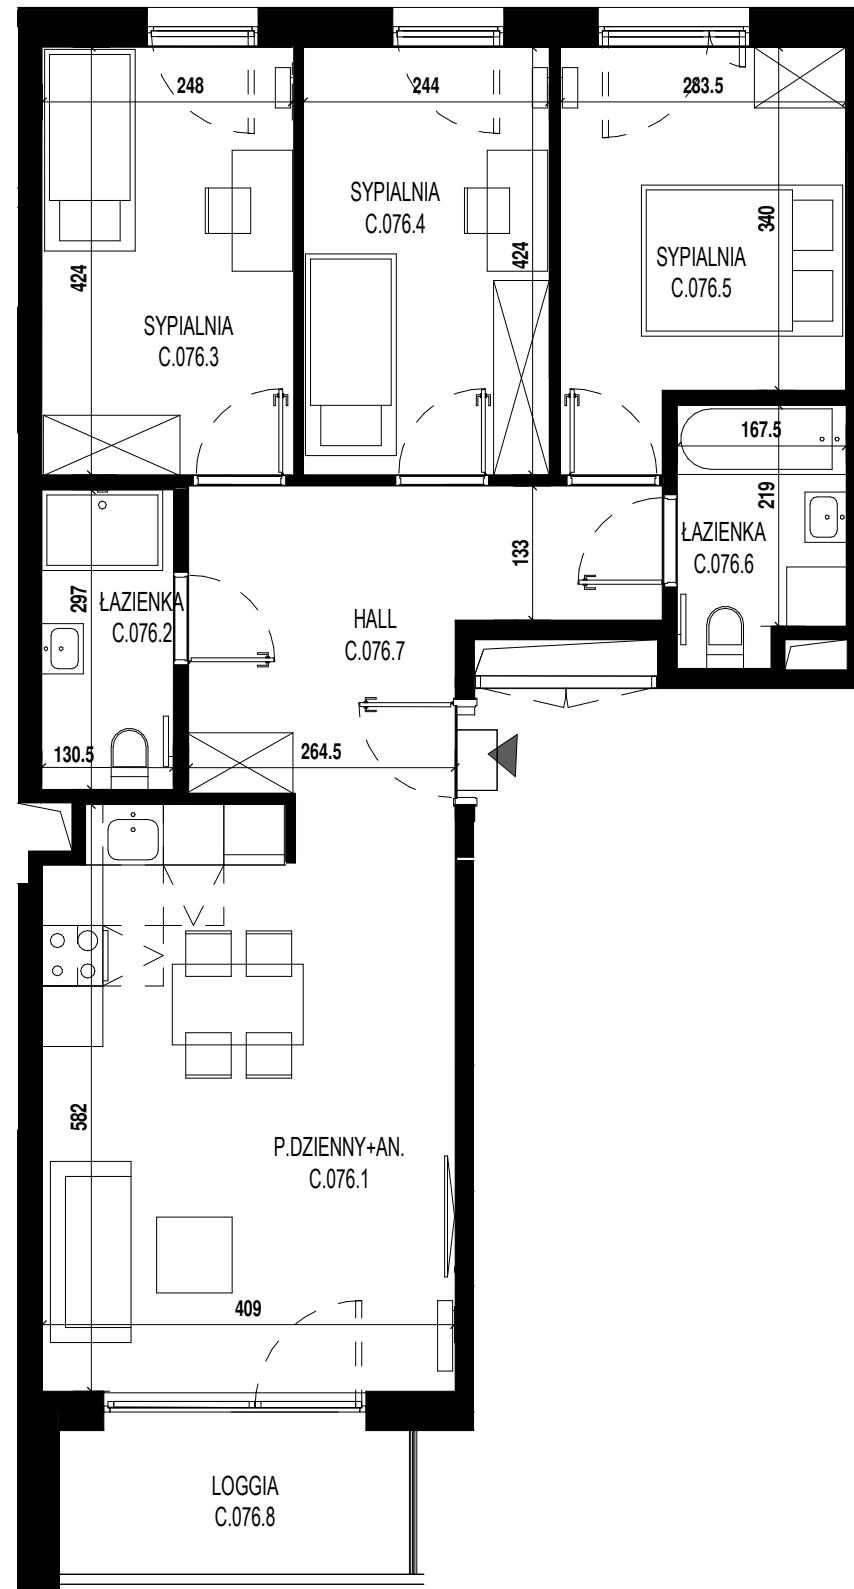 248
244
283.5
SYPIALNIA
C.076.4
340
424
424
SYPIALNIA
C.076.5
SYPIALNIA
C.076.3
167.5
219
ŁAZIENKA
C.076.6
133
297
ŁAZIENKA
C.076.2
HALL
C.076.7
130.5
264.5
582
P.DZIENNY+AN.
C.076.1
409
LOGGIA
C.076.8